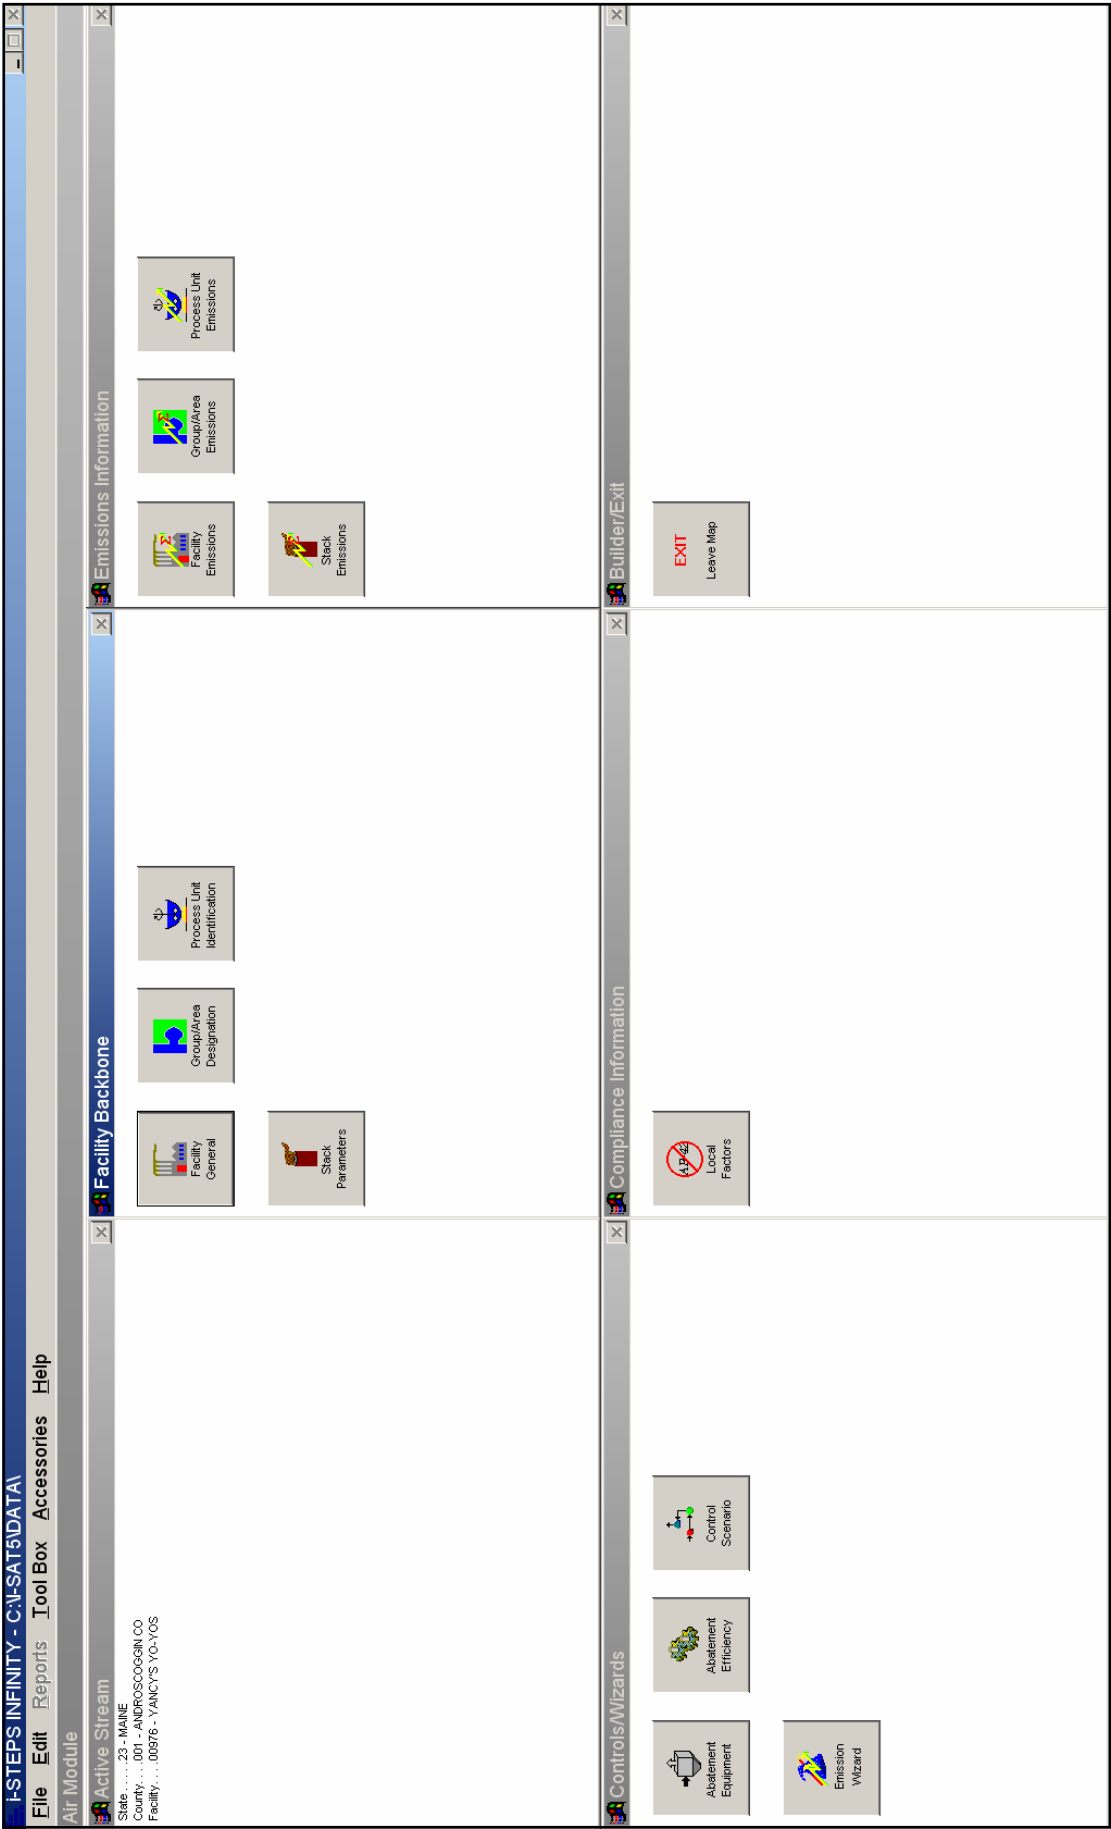 i-STEPS INFINITY - C:\I-SAT5\DATA\
File Edit Reports Tool Box Accessories Help
Air Module
Active Stream
State . . . . . 23 - MAINE
County. . . .001 - ANDROSCOGGIN CO
Facility. . . .00976 - YANCY'S YO-YOS
Facility Backbone
Facility
General
Group/Area
Designation
Process Unit
Identification
Stack
Parameters
Emissions Information
Σ
Facility
Emissions
Σ
Group/Area
Emissions
Process Unit
Emissions
Σ
Stack
Emissions
Controls/Wizards
Abatement
Equipment
Abatement
Efficiency
Control
Scenario
Emission
Wizard
Compliance Information
AP-42
Local
Factors
Builder/Exit
EXIT
Leave Map